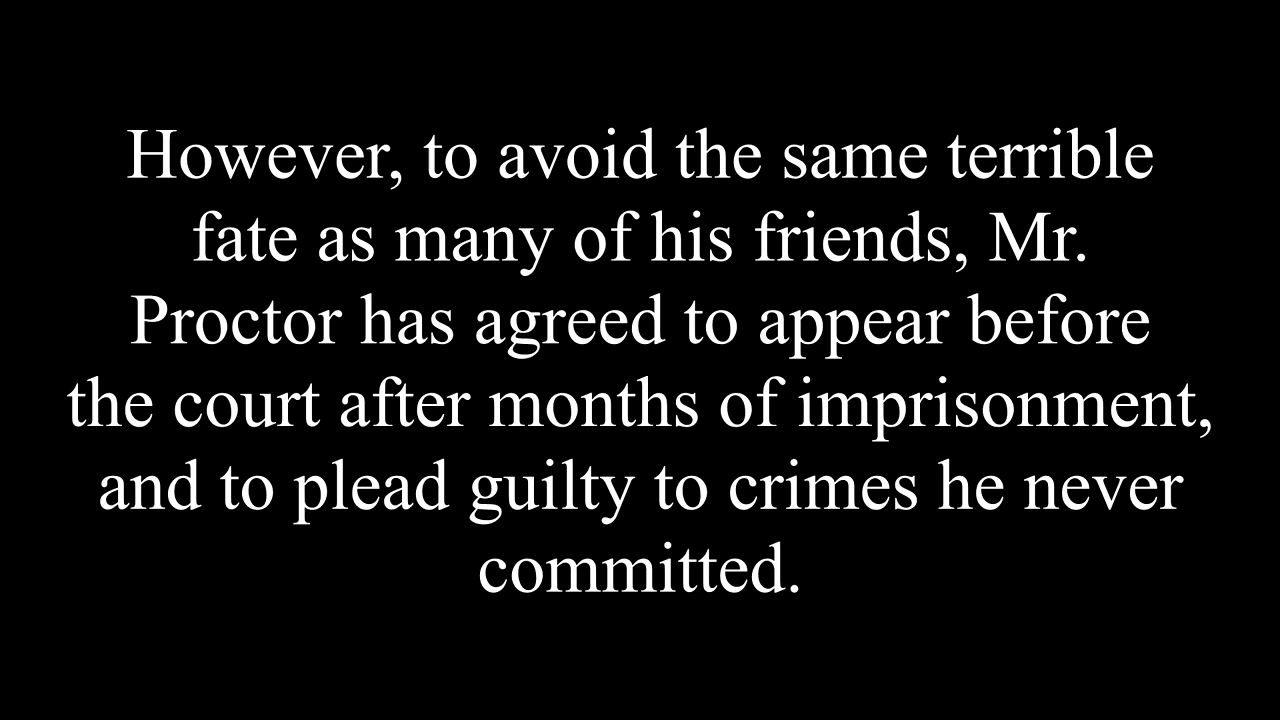 However, to avoid the same terrible
fate as many of his friends, Mr.
Proctor has agreed to appear before
the court after months of imprisonment,
and to plead guilty to crimes he never
committed.